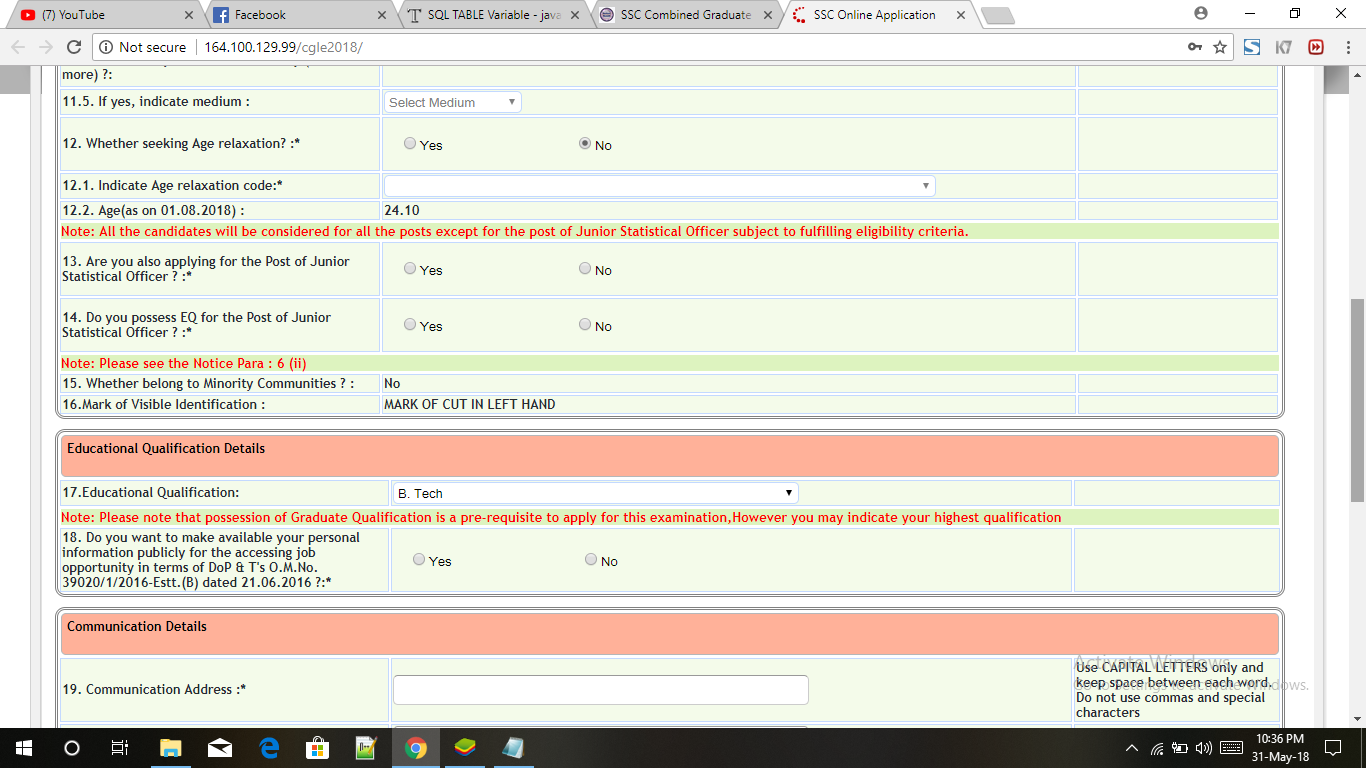 (7) YouTube
Facebook
SQL TABLE Variable - java
SSC Combined Graduate
SSC Online Application
Not secure
164.100.129.99/cgle2018/
K7
more) ?:
11.5. If yes, indicate medium :
Select Medium
12. Whether seeking Age relaxation? :*
Yes
No
12.1. Indicate Age relaxation code:*
12.2. Age(as on 01.08.2018) :
24.10
Note: All the candidates will be considered for all the posts except for the post of Junior Statistical Officer subject to fulfilling eligibility criteria.
13. Are you also applying for the Post of Junior
Statistical Officer ? :*
Yes
No
14. Do you possess EQ for the Post of Junior
Statistical Officer ? :*
Yes
No
Note: Please see the Notice Para : 6 (ii)
15. Whether belong to Minority Communities ? :
No
16.Mark of Visible Identification :
MARK OF CUT IN LEFT HAND
Educational Qualification Details
17.Educational Qualification:
B. Tech
Note: Please note that possession of Graduate Qualification is a pre-requisite to apply for this examination,However you may indicate your highest qualification
18. Do you want to make available your personal
information publicly for the accessing job
opportunity in terms of DoP & T's O.M.No.
39020/1/2016-Estt.(B) dated 21.06.2016 ?:*
Yes
No
Communication Details
19. Communication Address :*
Use CAPITAL LETTERS only and
keep space between each word.
Do not use commas and special
characters
Activate Windows
Go to Settings to activate Windows.
10:36 PM
31-May-18